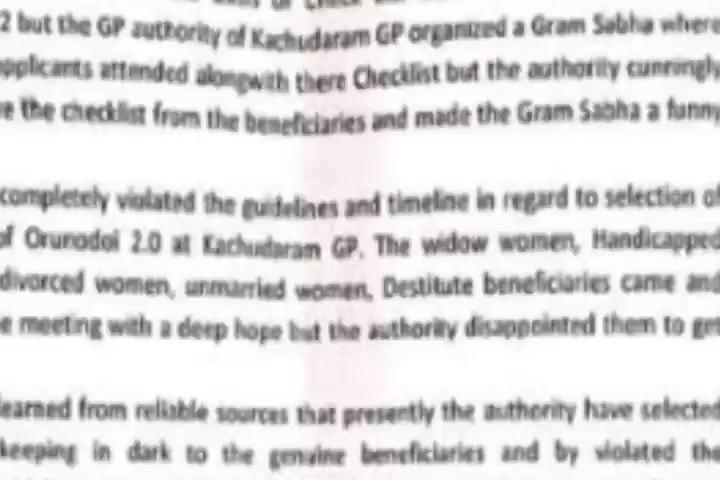 2 but the GP authority of Kachudaram GP organized a Gram Sabha where
applicants attended alongwith there Checklist but the authority cunningly
the checklist from the beneficiaries and made the Gram Sabha a funny
completely violated the guidelines and timeline in regard to selection of
of Orunodoi 2.0 at Kachudaram GP. The widow women, Handicapped
divorced women, unmarried women, Destitute beneficiaries came and
meeting with a deep hope but the authority disappointed them to
learned from reliable sources that presently the authority have selected
keeping in dark to the genuine beneficiaries and by violated the